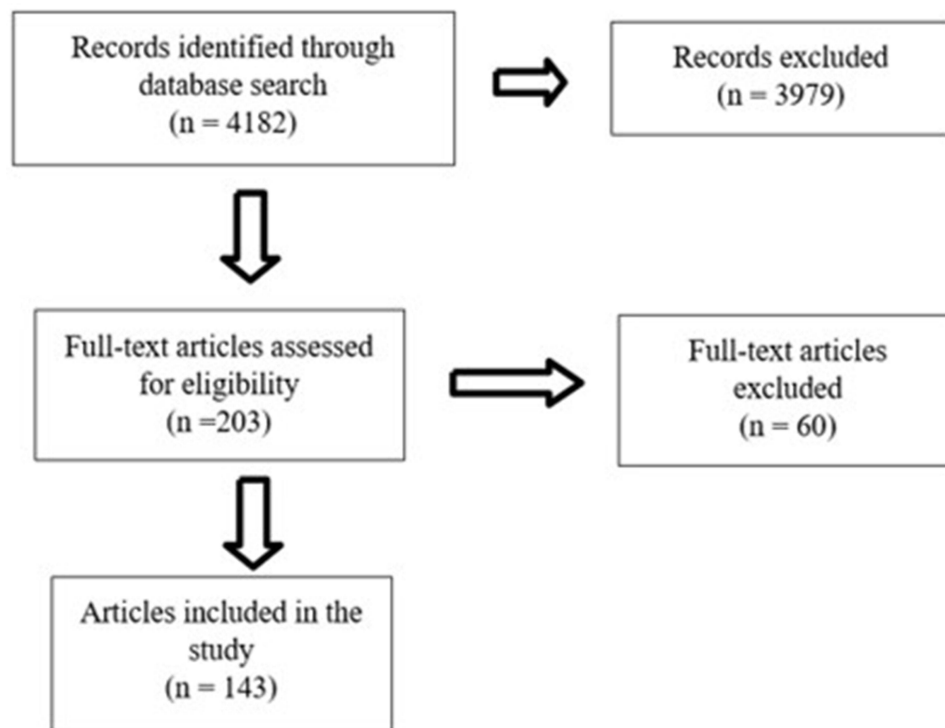 Records identified through
database search
(n = 4182)
Records excluded
(n = 3979)
Full-text articles assessed
for eligibility
(n =203)
Full-text articles
excluded
(n = 60)
Articles included in the
study
(n = 143)